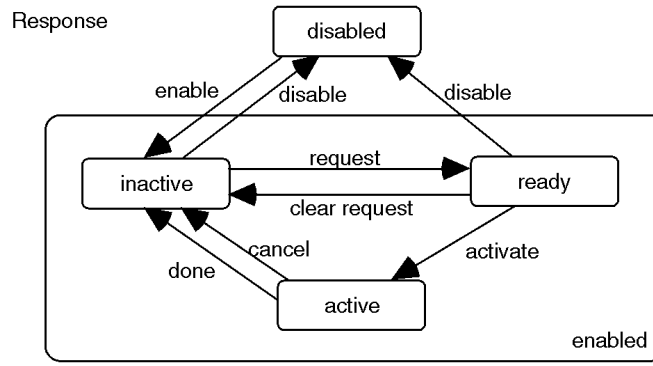 Response
disabled
enable
disable
disable
inactive
request
ready
clear request
cancel
activate
done
active
enabled